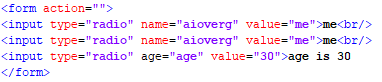 <form action="">
<input type="radio" name="aioverg" value="me">me<br/>
<input type="radio" name="aioverg" value="me">me<br/>
<input type="radio" age="age" value="30">age is 30
</form>